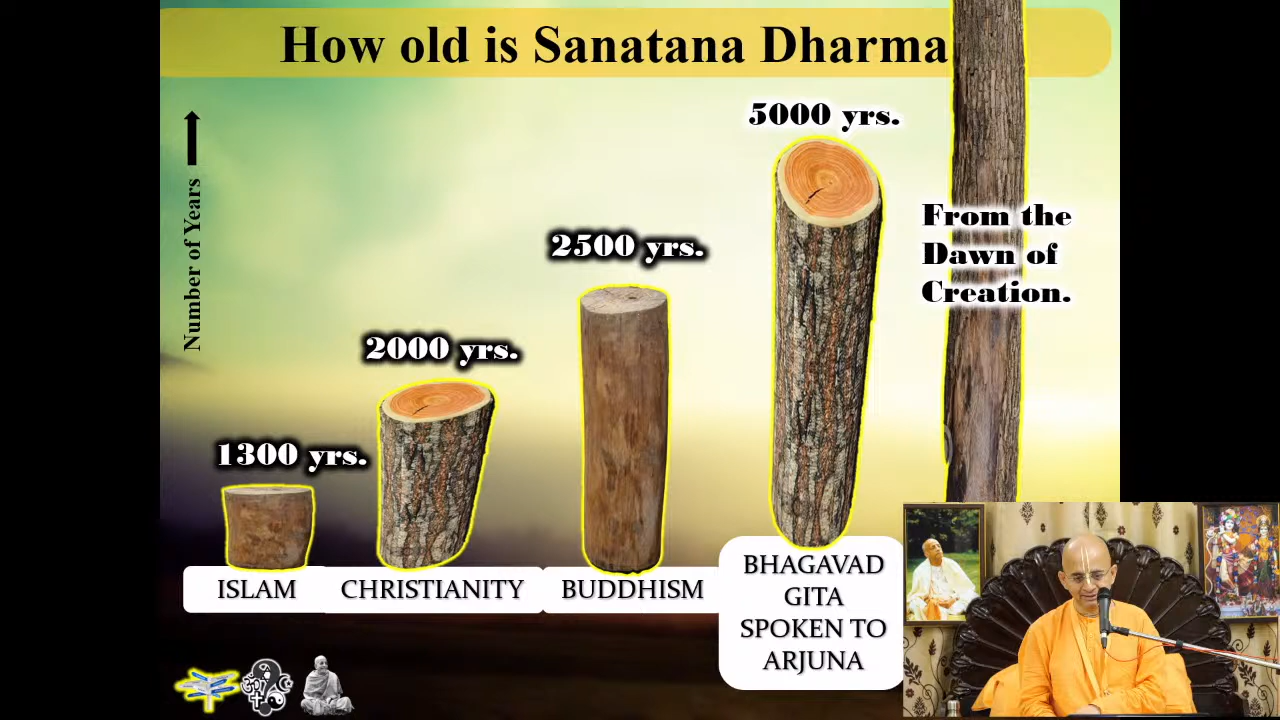 How old is Sanatana Dharma
Number of Years
5000 yrs.
2500 yrs.
2000 yrs.
1300 yrs.
From the
Dawn of
Creation.
ISLAM
CHRISTIANITY
BUDDHISM
BHAGAVAD
GITA
SPOKEN TO
ARJUNA